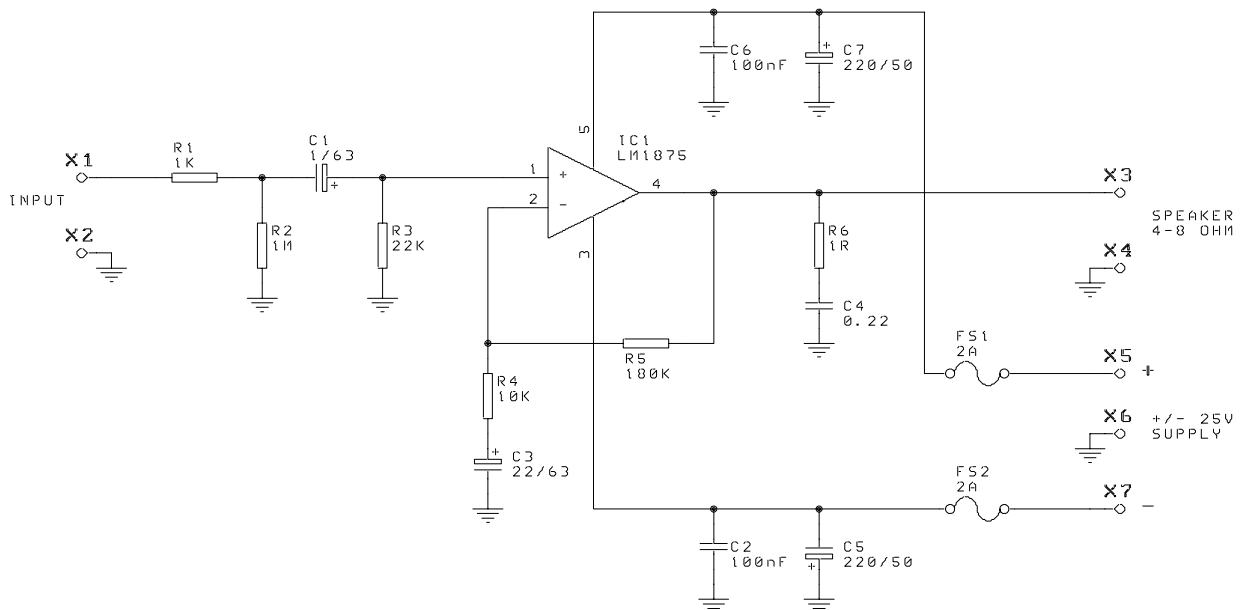 C6
100nF
+
C7
220/50
5
IC1
LM1875
X1
R1
1K
C1
1/63
+
1
+
4
X3
INPUT
2
-
X2
R2
1M
R3
22K
3
R6
1R
SPEAKER
4-8 OHM
X4
C4
0.22
R5
180K
FS1
2A
X5
+
R4
10K
X6
+/- 25V
SUPPLY
+
C3
22/63
FS2
2A
X7
-
C2
100nF
+
C5
220/50